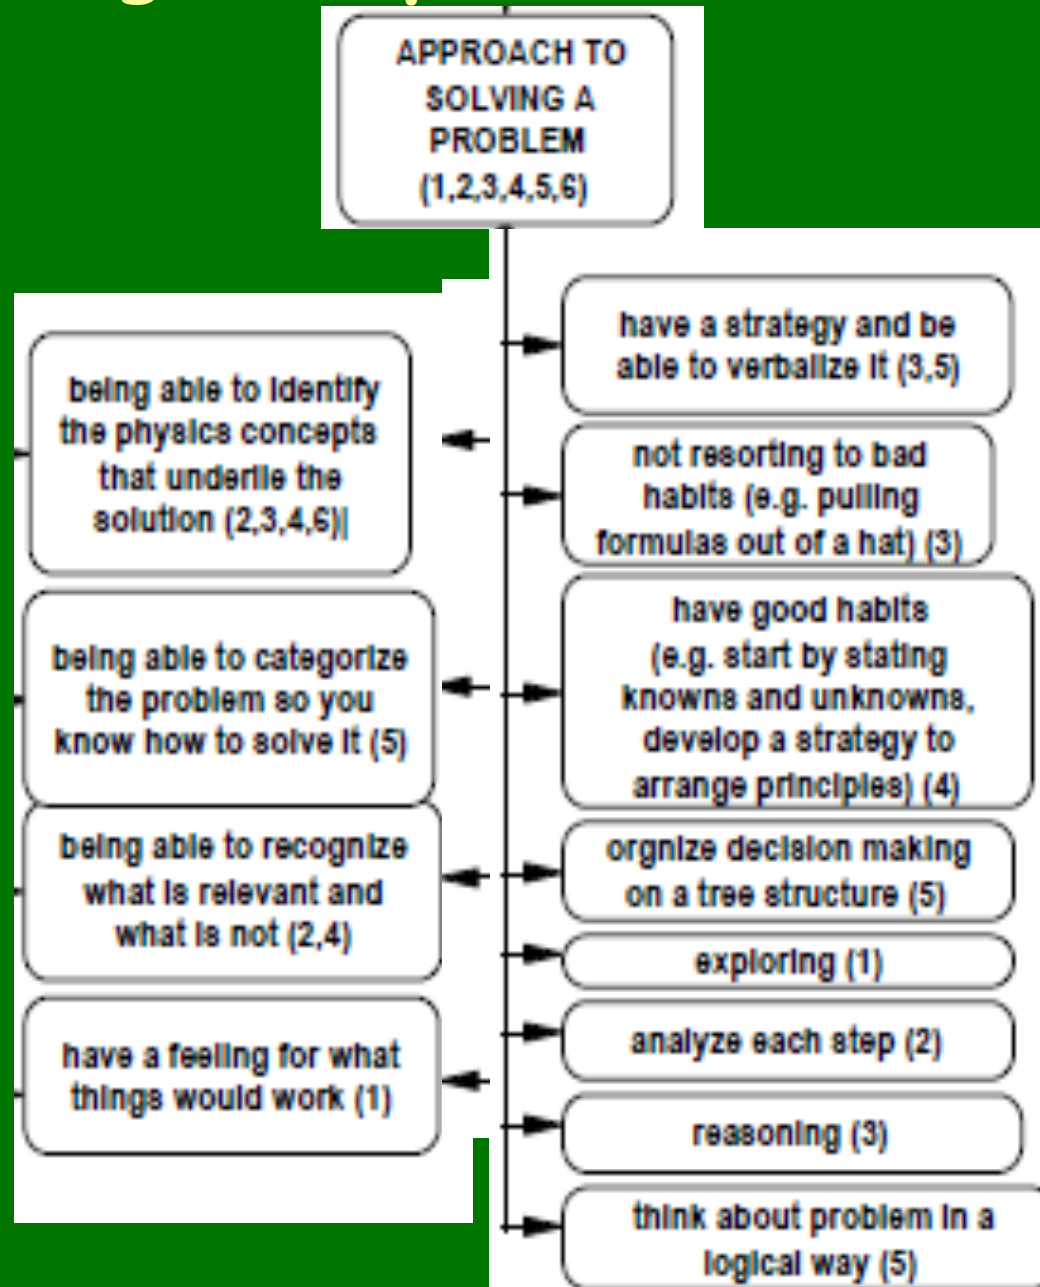 APPROACH TO
SOLVING A
PROBLEM
(1,2,3,4,5,6)
being able to identify
the physics concepts
that underlie the
solution (2,3,4,6)|
being able to categorize
the problem so you
know how to solve it (5)
being able to recognize
what is relevant and
what is not (2,4)
have a feeling for what
things would work (1)
have a strategy and be
able to verbalize it (3,5)
not resorting to bad
habits (e.g. pulling
formulas out of a hat) (3)
have good habits
(e.g. start by stating
knowns and unknowns,
develop a strategy to
arrange principles) (4)
orgnize decision making
on a tree structure (5)
exploring (1)
analyze each step (2)
reasoning (3)
think about problem in a
logical way (5)